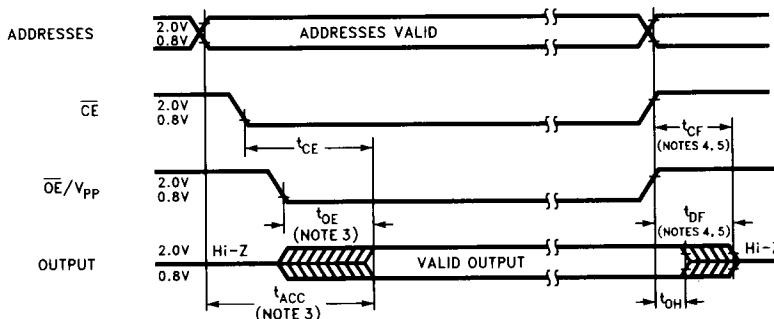 ADDRESSES 2.0V 0.8V ADDRESSES VALID
CE 2.0V 0.8V
tCE
tCF
(NOTES 4, 5)
OE/VPP 2.0V 0.8V
tOE
(NOTE 3)
tDF
(NOTES 4, 5)
OUTPUT 2.0V 0.8V Hi-Z VALID OUTPUT Hi-Z
tACC
(NOTE 3)
tOH